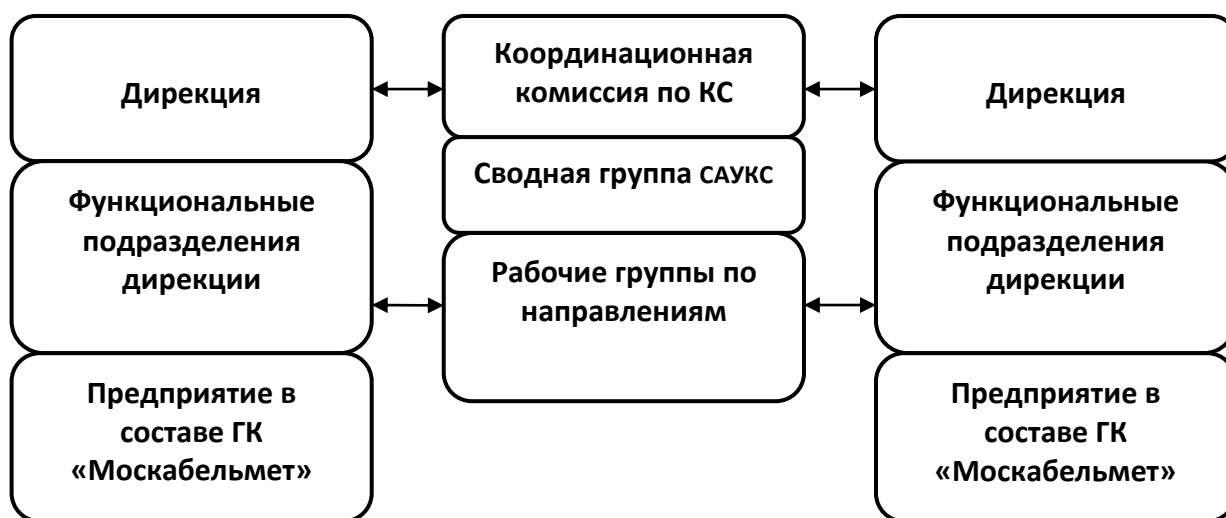 Дирекция
Функциональные
подразделения
дирекции
Предприятие в
составе ГК
«Москабельмет»
Координационная
комиссия по КС
Сводная группа САУКС
Рабочие группы по
направлениям
Дирекция
Функциональные
подразделения
дирекции
Предприятие в
составе ГК
«Москабельмет»